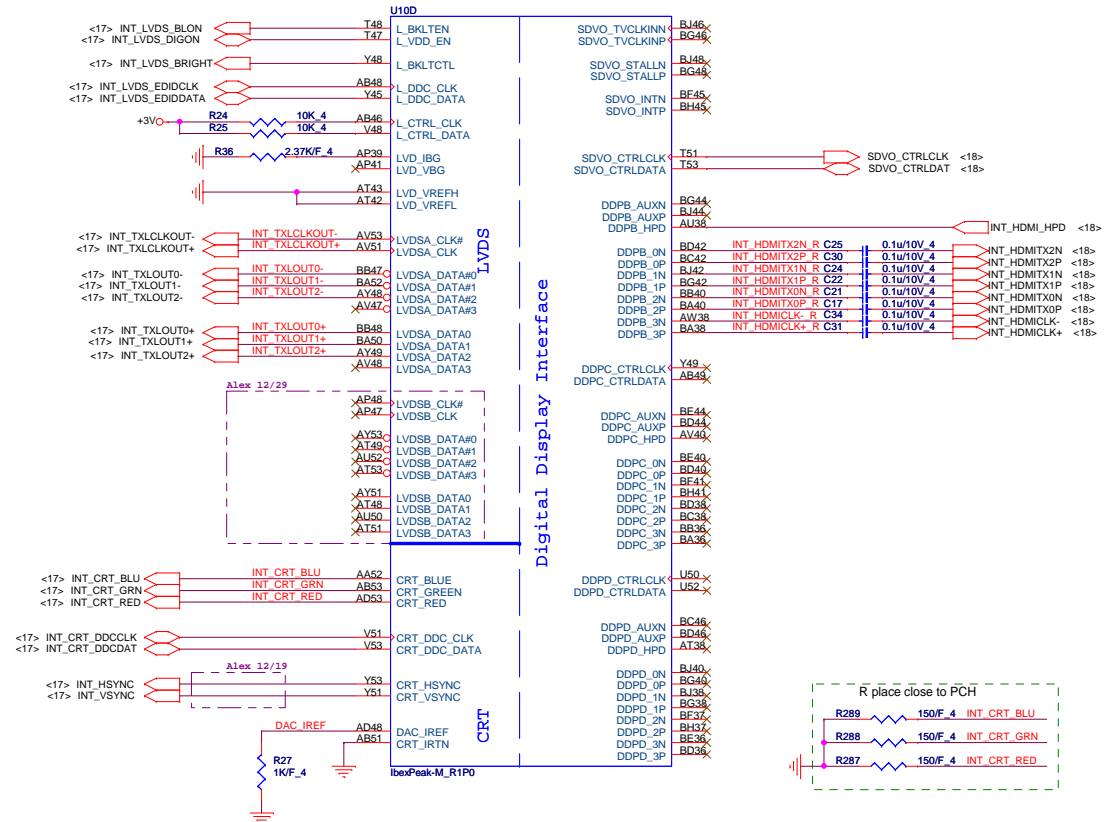 U10D
<17> INT_LVDS_BLON T48 L_BKLTEN
<17> INT_LVDS_DIGON T47 L_VDD_EN
<17> INT_LVDS_BRIGHT Y48 L_BKLTCTL
<17> INT_LVDS_EDIDCLK AB48 L_DDC_CLK
<17> INT_LVDS_EDIDDATA Y45 L_DDC_DATA
+3V R24 10K_4 AB46 L_CTRL_CLK
R25 10K_4 V48 L_CTRL_DATA
R36 2.37K/F_4 AP39 LVD_IBG
AP41 LVD_VBG
AT43 LVD_VREFH
AT42 LVD_VREFL
<17> INT_TXLCLKOUT- INT_TXLCLKOUT- AV53 LVDSA_CLK#
<17> INT_TXLCLKOUT+ INT_TXLCLKOUT+ AV51 LVDSA_CLK
<17> INT_TXLOUT0- INT_TXLOUT0- BB47 LVDSA_DATA#0
<17> INT_TXLOUT1- INT_TXLOUT1- BA52 LVDSA_DATA#1
<17> INT_TXLOUT2- INT_TXLOUT2- AY48 LVDSA_DATA#2
AV47 LVDSA_DATA#3
<17> INT_TXLOUT0+ INT_TXLOUT0+ BB48 LVDSA_DATA0
<17> INT_TXLOUT1+ INT_TXLOUT1+ BA50 LVDSA_DATA1
<17> INT_TXLOUT2+ INT_TXLOUT2+ AY49 LVDSA_DATA2
AV48 LVDSA_DATA3
Alex 12/29
AP48 LVDSB_CLK#
AP47 LVDSB_CLK
AY53 LVDSB_DATA#0
AT49 LVDSB_DATA#1
AU52 LVDSB_DATA#2
AT53 LVDSB_DATA#3
AY51 LVDSB_DATA0
AT48 LVDSB_DATA1
AU50 LVDSB_DATA2
AT51 LVDSB_DATA3
<17> INT_CRT_BLU INT_CRT_BLU AA52 CRT_BLUE
<17> INT_CRT_GRN INT_CRT_GRN AB53 CRT_GREEN
<17> INT_CRT_RED INT_CRT_RED AD53 CRT_RED
<17> INT_CRT_DDCCLK V51 CRT_DDC_CLK
<17> INT_CRT_DDCDAT V53 CRT_DDC_DATA
Alex 12/19
<17> INT_HSYNC Y53 CRT_HSYNC
<17> INT_VSYNC Y51 CRT_VSYNC
DAC_IREF AD48 DAC_IREF
AB51 CRT_IRTN
R27
1K/F_4
IbexPeak-M_R1P0
LVDS
CRT
Digital Display Interface
SDVO_TVCLKINN BJ46
SDVO_TVCLKINP BG46
SDVO_STALLN BJ48
SDVO_STALLP BG48
SDVO_INTN BF45
SDVO_INTP BH45
SDVO_CTRLCLK T51 SDVO_CTRLCLK <18>
SDVO_CTRLDATA T53 SDVO_CTRLDAT <18>
DDPB_AUXN BG44
DDPB_AUXP BJ44
DDPB_HPD AU38 INT_HDMI_HPD <18>
DDPB_0N BD42 INT_HDMITX2N_R C25 0.1u/10V_4 INT_HDMITX2N <18>
DDPB_0P BC42 INT_HDMITX2P_R C30 0.1u/10V_4 INT_HDMITX2P <18>
DDPB_1N BJ42 INT_HDMITX1N_R C24 0.1u/10V_4 INT_HDMITX1N <18>
DDPB_1P BG42 INT_HDMITX1P_R C22 0.1u/10V_4 INT_HDMITX1P <18>
DDPB_2N BB40 INT_HDMITX0N_R C21 0.1u/10V_4 INT_HDMITX0N <18>
DDPB_2P BA40 INT_HDMITX0P_R C17 0.1u/10V_4 INT_HDMITX0P <18>
DDPB_3N AW38 INT_HDMICLK-_R C34 0.1u/10V_4 INT_HDMICLK- <18>
DDPB_3P BA38 INT_HDMICLK+_R C31 0.1u/10V_4 INT_HDMICLK+ <18>
DDPC_CTRLCLK Y49
DDPC_CTRLDATA AB49
DDPC_AUXN BE44
DDPC_AUXP BD44
DDPC_HPD AV40
DDPC_0N BE40
DDPC_0P BD40
DDPC_1N BF41
DDPC_1P BH41
DDPC_2N BD38
DDPC_2P BC38
DDPC_3N BB36
DDPC_3P BA36
DDPD_CTRLCLK U50
DDPD_CTRLDATA U52
DDPD_AUXN BC46
DDPD_AUXP BD46
DDPD_HPD AT38
DDPD_0N BJ40
DDPD_0P BG40
DDPD_1N BJ38
DDPD_1P BG38
DDPD_2N BF37
DDPD_2P BH37
DDPD_3N BE36
DDPD_3P BD36
R place close to PCH
R289 150/F_4 INT_CRT_BLU
R288 150/F_4 INT_CRT_GRN
R287 150/F_4 INT_CRT_RED